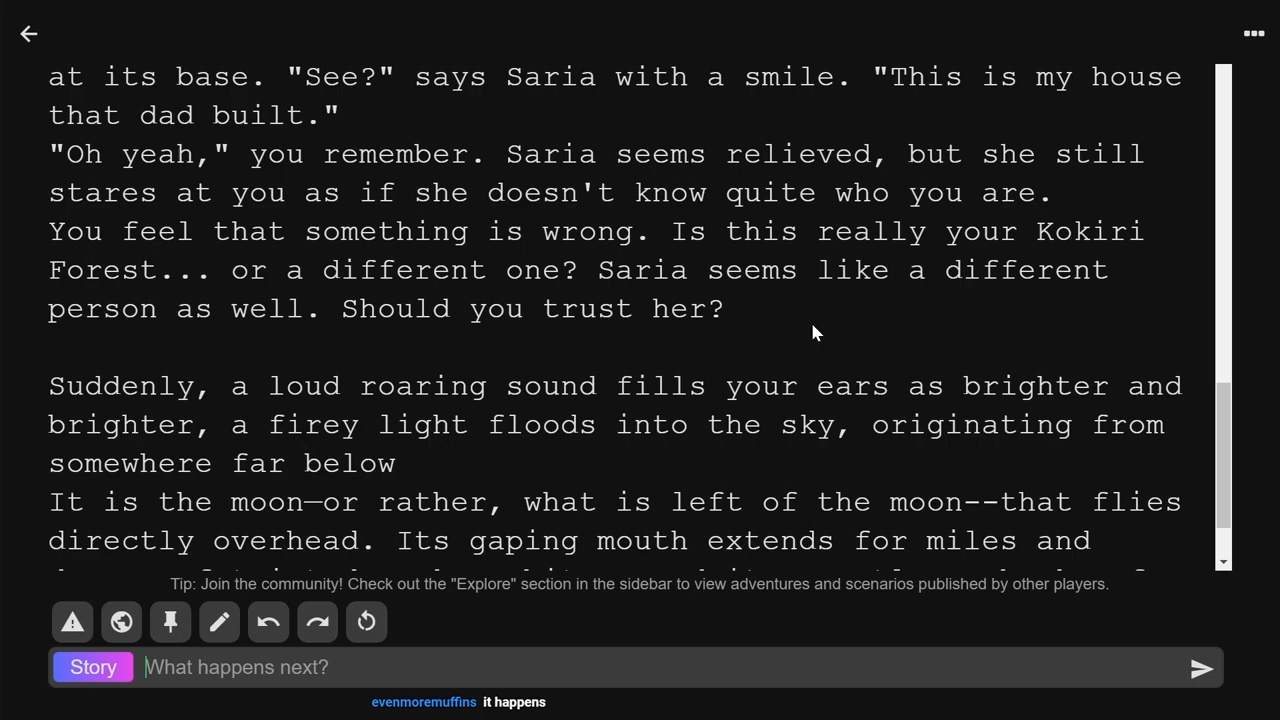 at its base. "See?" says Saria with a smile. "This is my house
that dad built."
"Oh yeah," you remember. Saria seems relieved, but she still
stares at you as if she doesn't know quite who you are.
You feel that something is wrong. Is this really your Kokiri
Forest... or a different one? Saria seems like a different
person as well. Should you trust her?
Suddenly, a loud roaring sound fills your ears as brighter and
brighter, a firey light floods into the sky, originating from
somewhere far below
It is the moon—or rather, what is left of the moon--that flies
directly overhead. Its gaping mouth extends for miles and
Tip: Join the community! Check out the "Explore" section in the sidebar to view adventures and scenarios published by other players.
Story What happens next?
evenmoremuffins it happens